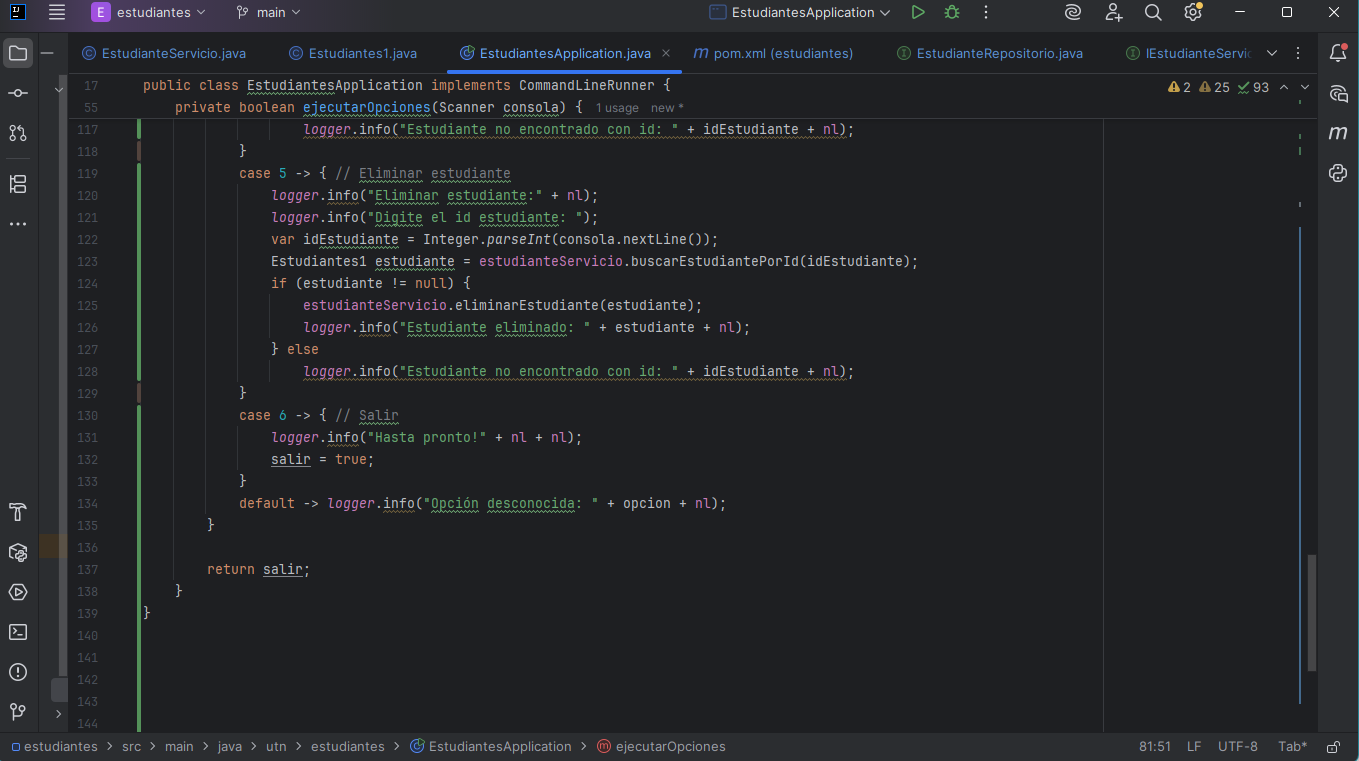 E estudiantes main EstudiantesApplication
EstudianteServicio.java Estudiantes1.java EstudiantesApplication.java pom.xml (estudiantes) EstudianteRepositorio.java IEstudianteServic
17 public class EstudiantesApplication implements CommandLineRunner { 2 25 93
55 private boolean ejecutarOpciones(Scanner consola) { 1 usage new *
117 logger.info("Estudiante no encontrado con id: " + idEstudiante + nl);
118 }
119 case 5 -> { // Eliminar estudiante
120 logger.info("Eliminar estudiante:" + nl);
121 logger.info("Digite el id estudiante: ");
122 var idEstudiante = Integer.parseInt(consola.nextLine());
123 Estudiantes1 estudiante = estudianteServicio.buscarEstudiantePorId(idEstudiante);
124 if (estudiante != null) {
125 estudianteServicio.eliminarEstudiante(estudiante);
126 logger.info("Estudiante eliminado: " + estudiante + nl);
127 } else
128 logger.info("Estudiante no encontrado con id: " + idEstudiante + nl);
129 }
130 case 6 -> { // Salir
131 logger.info("Hasta pronto!" + nl + nl);
132 salir = true;
133 }
134 default -> logger.info("Opción desconocida: " + opcion + nl);
135 }
136
137 return salir;
138 }
139 }
140
141
142
143
144
estudiantes > src > main > java > utn > estudiantes > EstudiantesApplication > ejecutarOpciones 81:51 LF UTF-8 Tab*